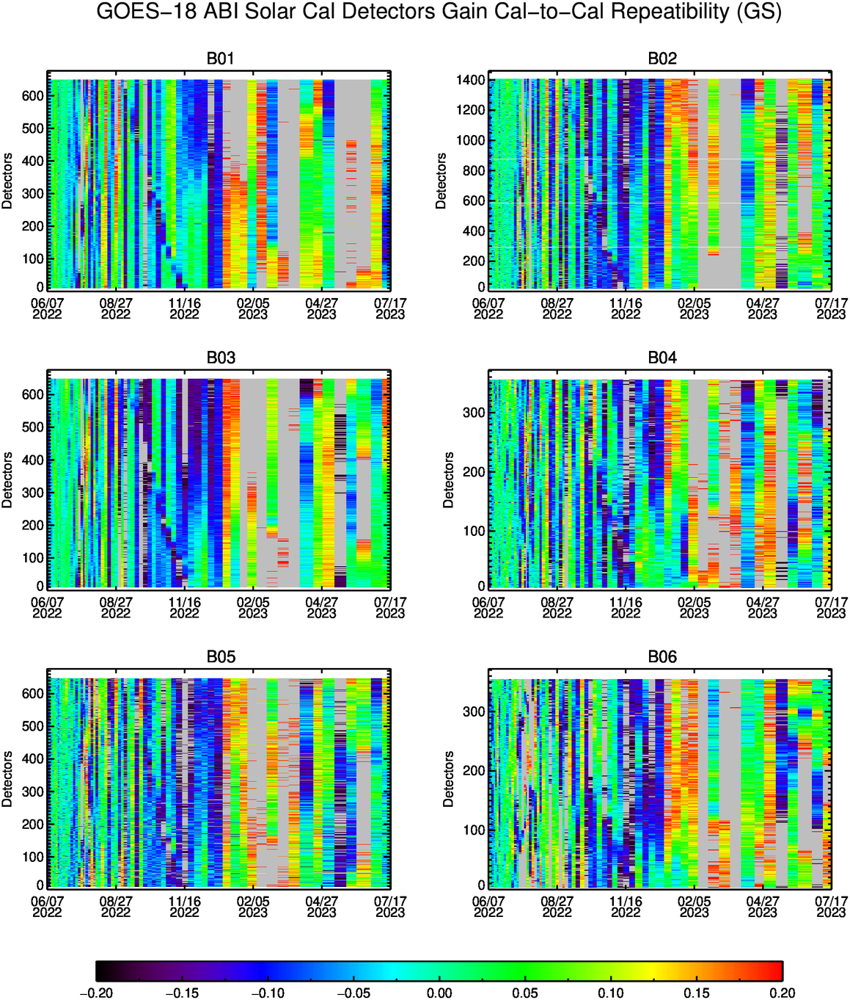 GOES-18 ABI Solar Cal Detectors Gain Cal-to-Cal Repeatibility (GS)
B01
Detectors
600
500
400
300
200
100
0
06/07 08/27 11/16 02/05 04/27 07/17
2022 2022 2022 2023 2023 2023
B02
Detectors
1400
1200
1000
800
600
400
200
0
06/07 08/27 11/16 02/05 04/27 07/17
2022 2022 2022 2023 2023 2023
B03
Detectors
600
500
400
300
200
100
0
06/07 08/27 11/16 02/05 04/27 07/17
2022 2022 2022 2023 2023 2023
B04
Detectors
300
200
100
0
06/07 08/27 11/16 02/05 04/27 07/17
2022 2022 2022 2023 2023 2023
B05
Detectors
600
500
400
300
200
100
0
06/07 08/27 11/16 02/05 04/27 07/17
2022 2022 2022 2023 2023 2023
B06
Detectors
300
200
100
0
06/07 08/27 11/16 02/05 04/27 07/17
2022 2022 2022 2023 2023 2023
-0.20 -0.15 -0.10 -0.05 0.00 0.05 0.10 0.15 0.20